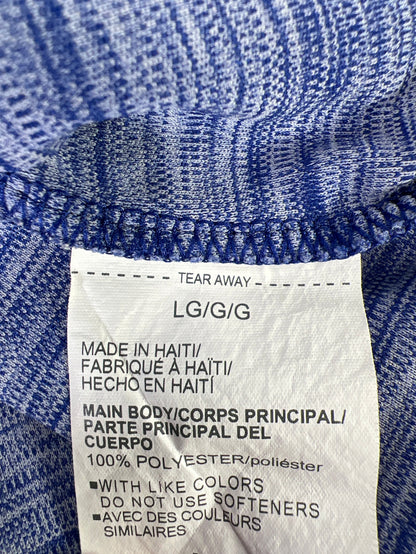 TEAR AWAY
LG/G/G
MADE IN HAITI/
FABRIQUÉ À HAÏTI/
HECHO EN HAITÍ
MAIN BODY/CORPS PRINCIPAL/
PARTE PRINCIPAL DEL
CUERPO
100% POLYESTER/poliéster
▪WITH LIKE COLORS
DO NOT USE SOFTENERS
▪AVEC DES COULEURS
SIMILAIRES